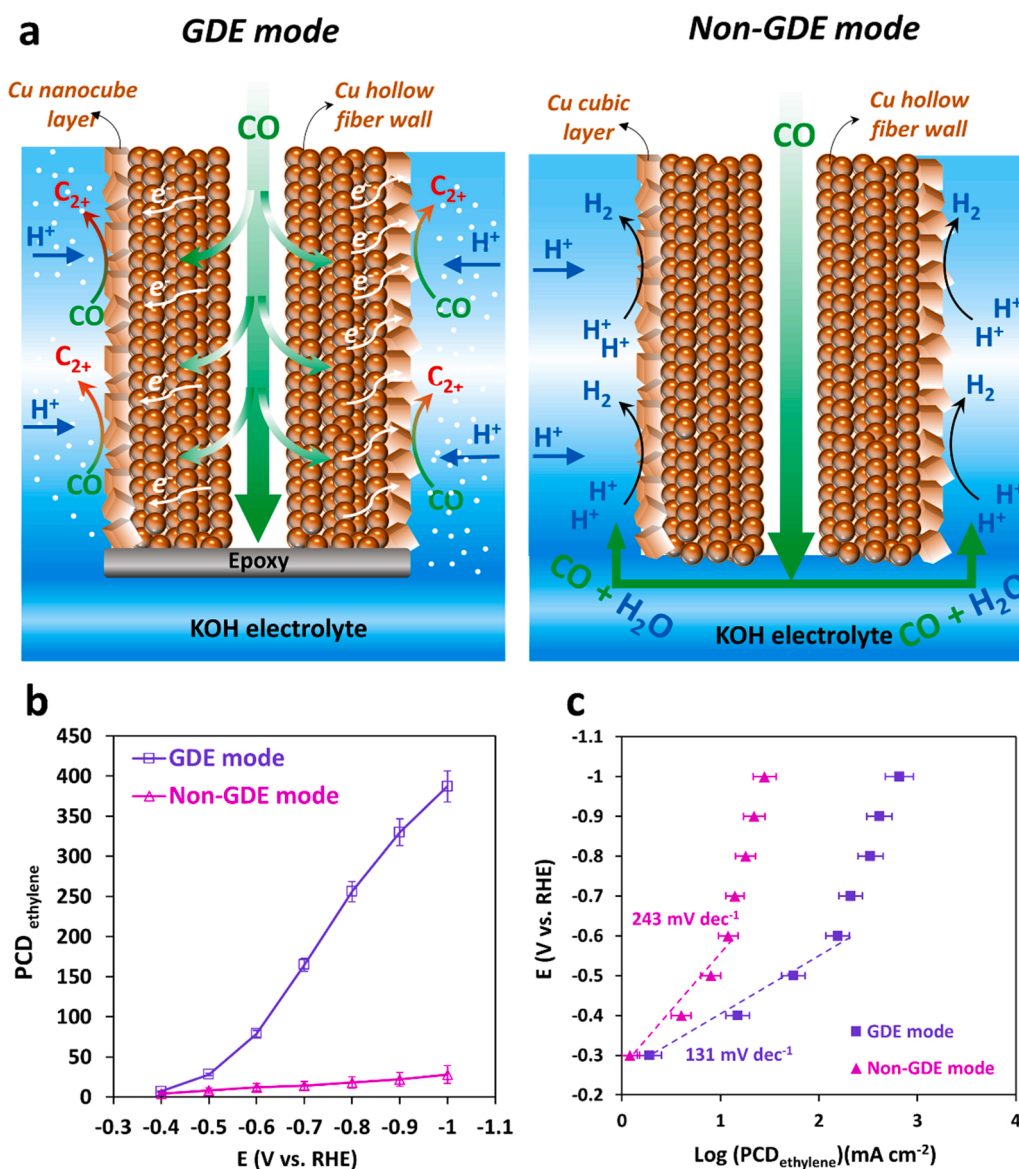 a
GDE mode
Non-GDE mode
Cu nanocube
layer
Cu hollow
fiber wall
CO
C2+
C2+
e-
e-
H+
H+
e-
e-
e-
CO
CO
e-
C2+
C2+
e-
H+
H+
CO
CO
e-
Epoxy
KOH electrolyte
Cu cubic
layer
Cu hollow
fiber wall
CO
H2
H2
H+
H+
H+
H+
H+
H2
H2
H+
H+
H+
H+
H+
CO + H2O
CO + H2O
KOH electrolyte
b
450
400
350
300
250
200
150
100
50
0
PCDethylene
GDE mode
Non-GDE mode
-0.3 -0.4 -0.5 -0.6 -0.7 -0.8 -0.9 -1 -1.1
E (V vs. RHE)
c
-1.1
-1
-0.9
-0.8
-0.7
-0.6
-0.5
-0.4
-0.3
-0.2
E (V vs. RHE)
243 mV dec-1
131 mV dec-1
GDE mode
Non-GDE mode
0 1 2 3 4
Log (PCDethylene)(mA cm-2)